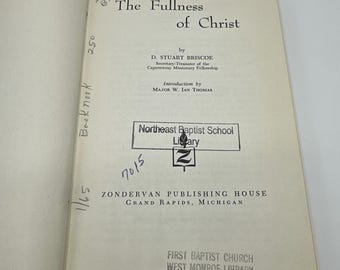 The Fullness
of Christ
by
D. STUART BRISCOE
Secretary-Treasurer of the
Capernwray Missionary Fellowship
Introduction by
MAJOR W. IAN THOMAS
Northeast Baptist School
Library
Z
7015
ZONDERVAN PUBLISHING HOUSE
GRAND RAPIDS, MICHIGAN
FIRST BAPTIST CHURCH
WEST MONROE LIBRARY
1/65 Book nook 250